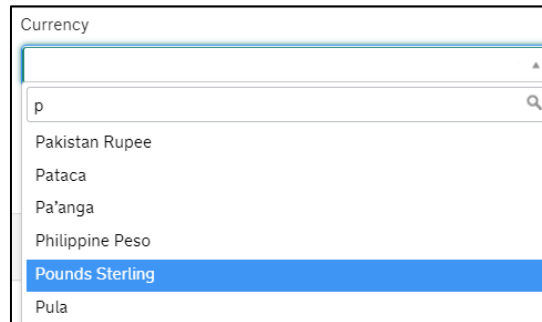 Currency
p
Pakistan Rupee
Pataca
Pa’anga
Philippine Peso
Pounds Sterling
Pula